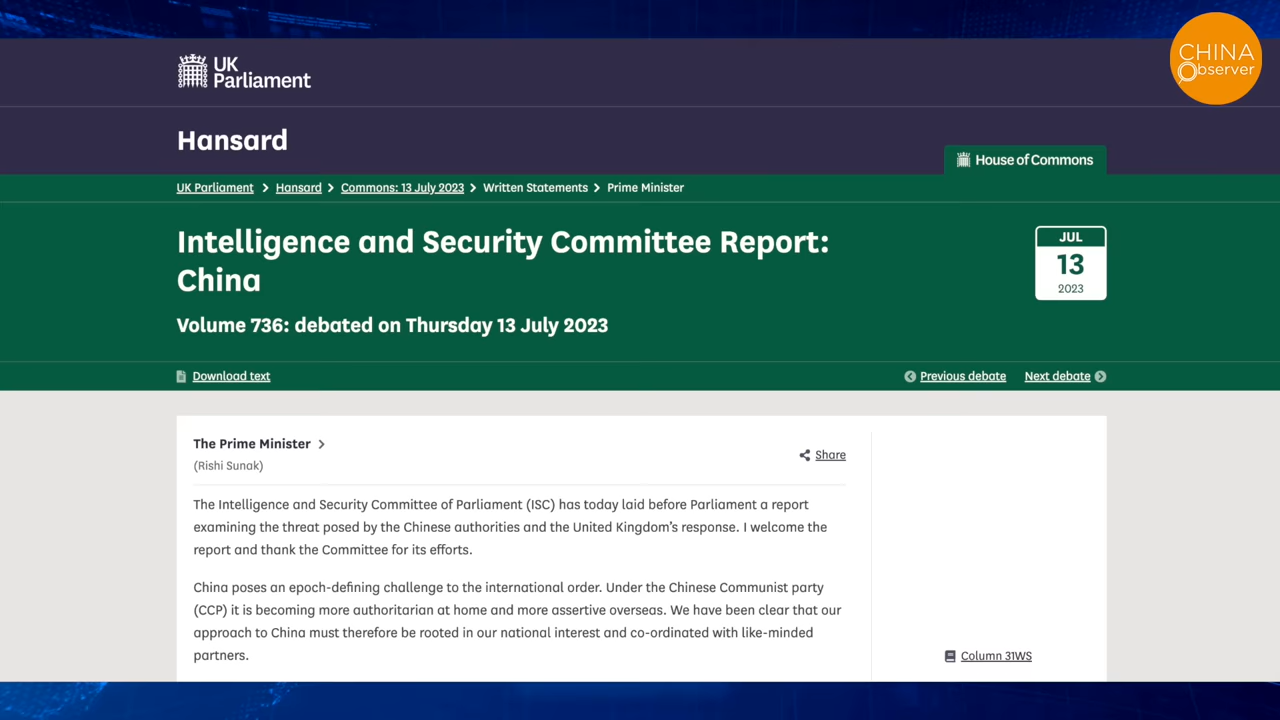 CHINA
Observer
UK
Parliament
Hansard
House of Commons
UK Parliament > Hansard > Commons: 13 July 2023 > Written Statements > Prime Minister
Intelligence and Security Committee Report:
China
JUL
13
2023
Volume 736: debated on Thursday 13 July 2023
Download text
Previous debate
Next debate
The Prime Minister
(Rishi Sunak)
Share
The Intelligence and Security Committee of Parliament (ISC) has today laid before Parliament a report
examining the threat posed by the Chinese authorities and the United Kingdom's response. I welcome the
report and thank the Committee for its efforts.
China poses an epoch-defining challenge to the international order. Under the Chinese Communist party
(CCP) it is becoming more authoritarian at home and more assertive overseas. We have been clear that our
approach to China must therefore be rooted in our national interest and co-ordinated with like-minded
partners.
Column 31WS